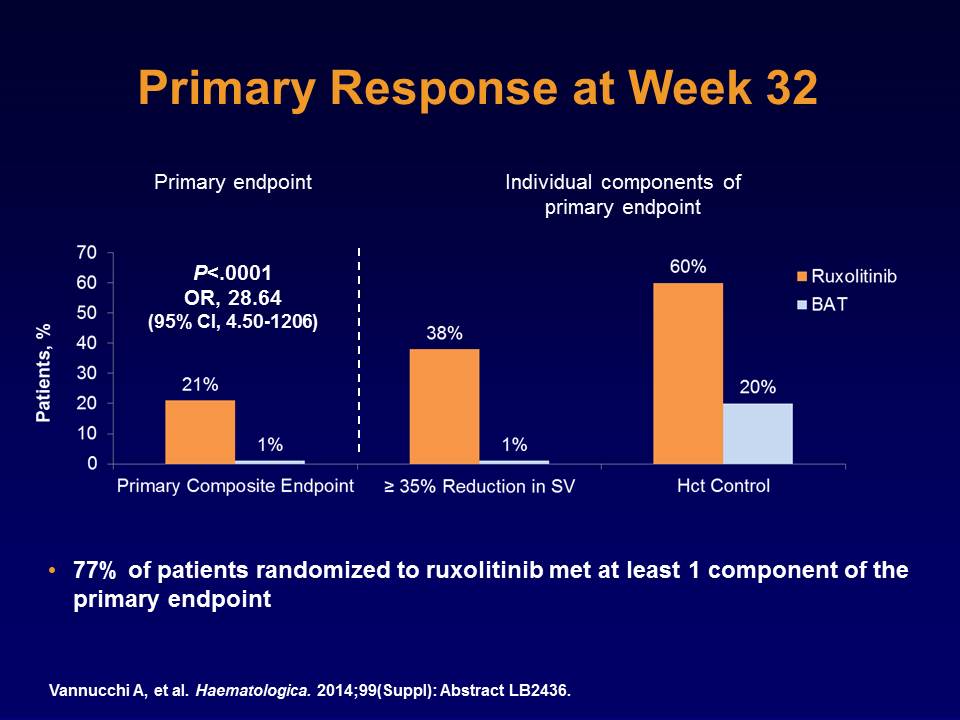 Primary Response at Week 32
Primary endpoint
Individual components of
primary endpoint
Patients, %
70
60
50
40
30
20
10
0
P<.0001
OR, 28.64
(95% CI, 4.50-1206)
21%
1%
38%
1%
60%
20%
Ruxolitinib
BAT
Primary Composite Endpoint
≥ 35% Reduction in SV
Hct Control
• 77% of patients randomized to ruxolitinib met at least 1 component of the
primary endpoint
Vannucchi A, et al. Haematologica. 2014;99(Suppl): Abstract LB2436.